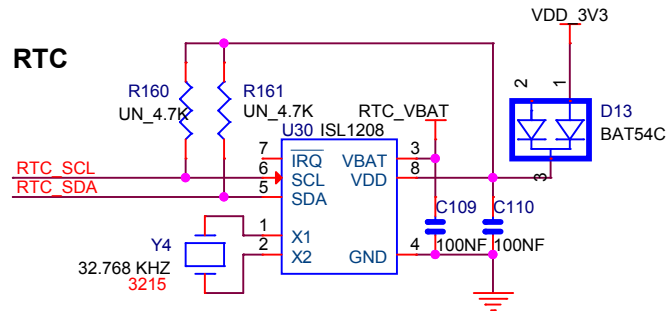 RTC
VDD_3V3
R160
UN_4.7K
R161
UN_4.7K
2
1
D13
BAT54C
3
RTC_VBAT
U30 ISL1208
7
IRQ
VBAT
3
RTC_SCL
6
SCL
VDD
8
RTC_SDA
5
SDA
C109
C110
1
X1
Y4
2
X2
GND
4
100NF
100NF
32.768 KHZ
3215